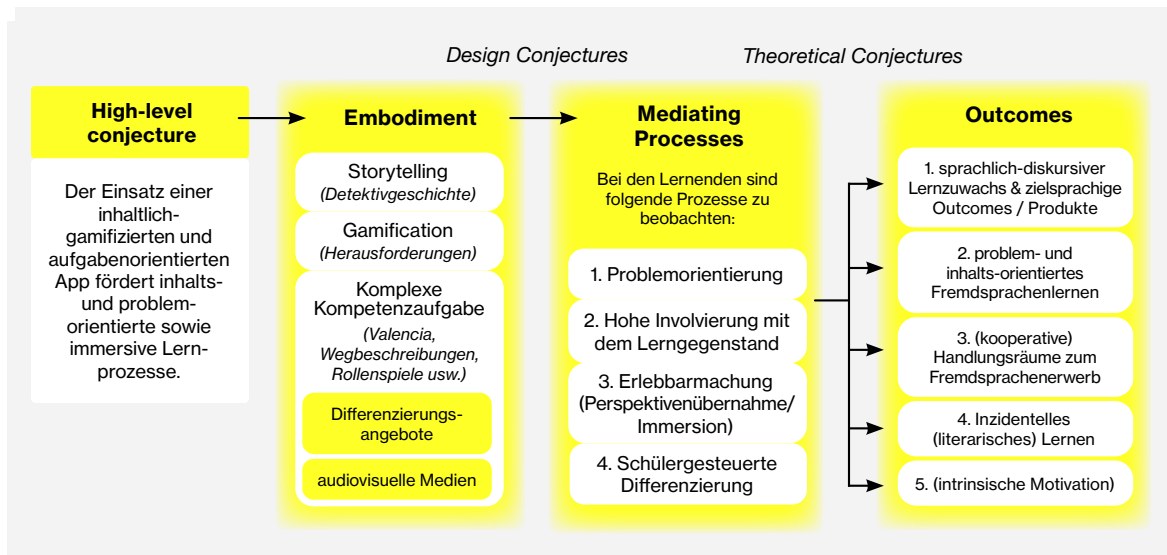 Design Conjectures
Theoretical Conjectures
High-level
conjecture
Der Einsatz einer
inhaltlich-
gamifizierten und
aufgabenorientierten
App fördert inhalts-
und problem-
orientierte sowie
immersive Lern-
prozesse.
Embodiment
Storytelling
(Detektivgeschichte)
Gamification
(Herausforderungen)
Komplexe
Kompetenzaufgabe
(Valencia,
Wegbeschreibungen,
Rollenspiele usw.)
Differenzierungs-
angebote
audiovisuelle Medien
Mediating
Processes
Bei den Lernenden sind
folgende Prozesse zu
beobachten:
1. Problemorientierung
2. Hohe Involvierung mit
dem Lerngegenstand
3. Erlebbarmachung
(Perspektivenübernahme/
Immersion)
4. Schülergesteuerte
Differenzierung
Outcomes
1. sprachlich-diskursiver
Lernzuwachs & zielsprachige
Outcomes / Produkte
2. problem- und
inhalts-orientiertes
Fremdsprachenlernen
3. (kooperative)
Handlungsräume zum
Fremdsprachenerwerb
4. Inzidentelles
(literarisches) Lernen
5. (intrinsische Motivation)